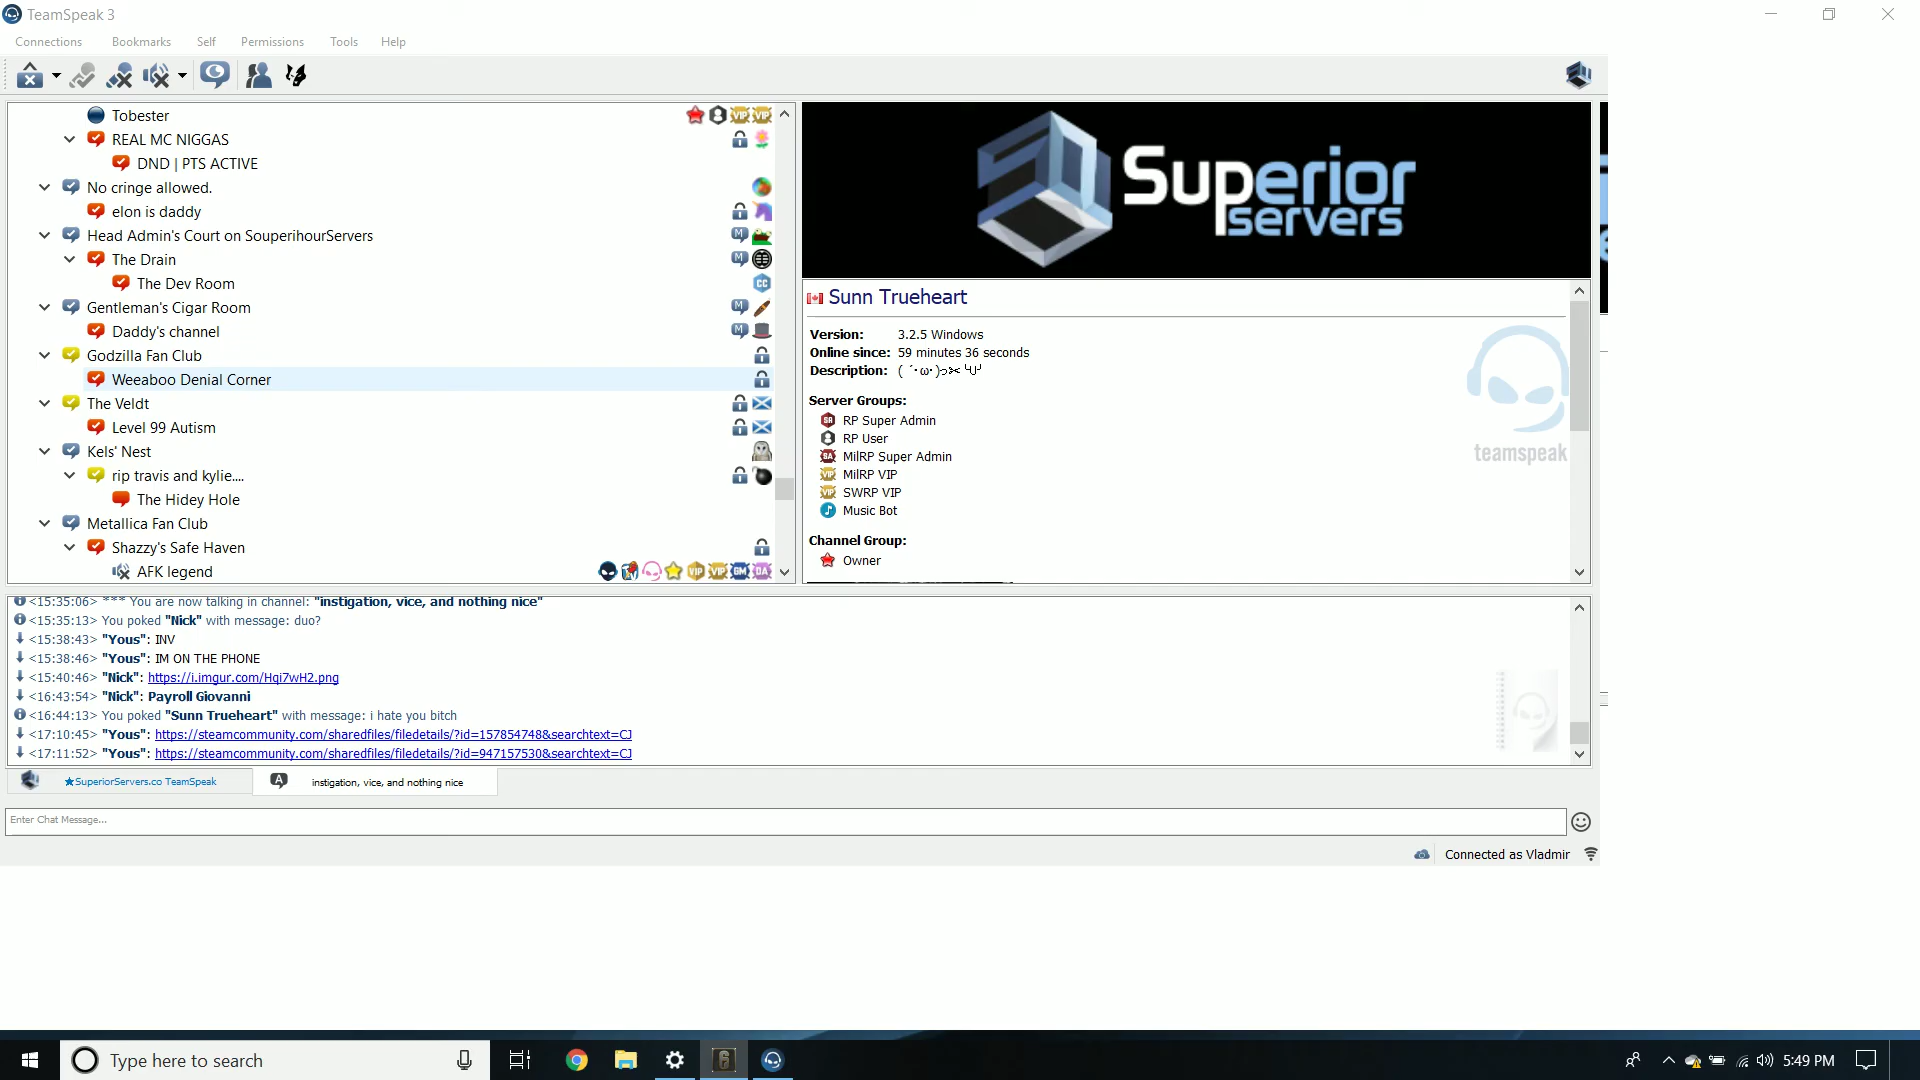 TeamSpeak 3
Connections Bookmarks Self Permissions Tools Help
Tobester
REAL MC NIGGAS
DND | PTS ACTIVE
No cringe allowed.
elon is daddy
Head Admin's Court on SouperihourServers
The Drain
The Dev Room
Gentleman's Cigar Room
Daddy's channel
Godzilla Fan Club
Weeaboo Denial Corner
The Veldt
Level 99 Autism
Kels' Nest
rip travis and kylie....
The Hidey Hole
Metallica Fan Club
Shazzy's Safe Haven
AFK legend
Superior
servers
Sunn Trueheart
Version: 3.2.5 Windows
Online since: 59 minutes 36 seconds
Description: ( ´･ω･)っ✂╰⋃╯
Server Groups:
RP Super Admin
RP User
MilRP Super Admin
MilRP VIP
SWRP VIP
Music Bot
Channel Group:
Owner
teamspeak
<15:35:06> *** You are now talking in channel: "instigation, vice, and nothing nice"
<15:35:13> You poked "Nick" with message: duo?
<15:38:43> "Yous": INV
<15:38:46> "Yous": IM ON THE PHONE
<15:40:46> "Nick": https://i.imgur.com/Hqi7wH2.png
<16:43:54> "Nick": Payroll Giovanni
<16:44:13> You poked "Sunn Trueheart" with message: i hate you bitch
<17:10:45> "Yous": https://steamcommunity.com/sharedfiles/filedetails/?id=157854748&searchtext=CJ
<17:11:52> "Yous": https://steamcommunity.com/sharedfiles/filedetails/?id=947157530&searchtext=CJ
★SuperiorServers.co TeamSpeak
instigation, vice, and nothing nice
Enter Chat Message...
Connected as Vladmir
Type here to search
5:49 PM